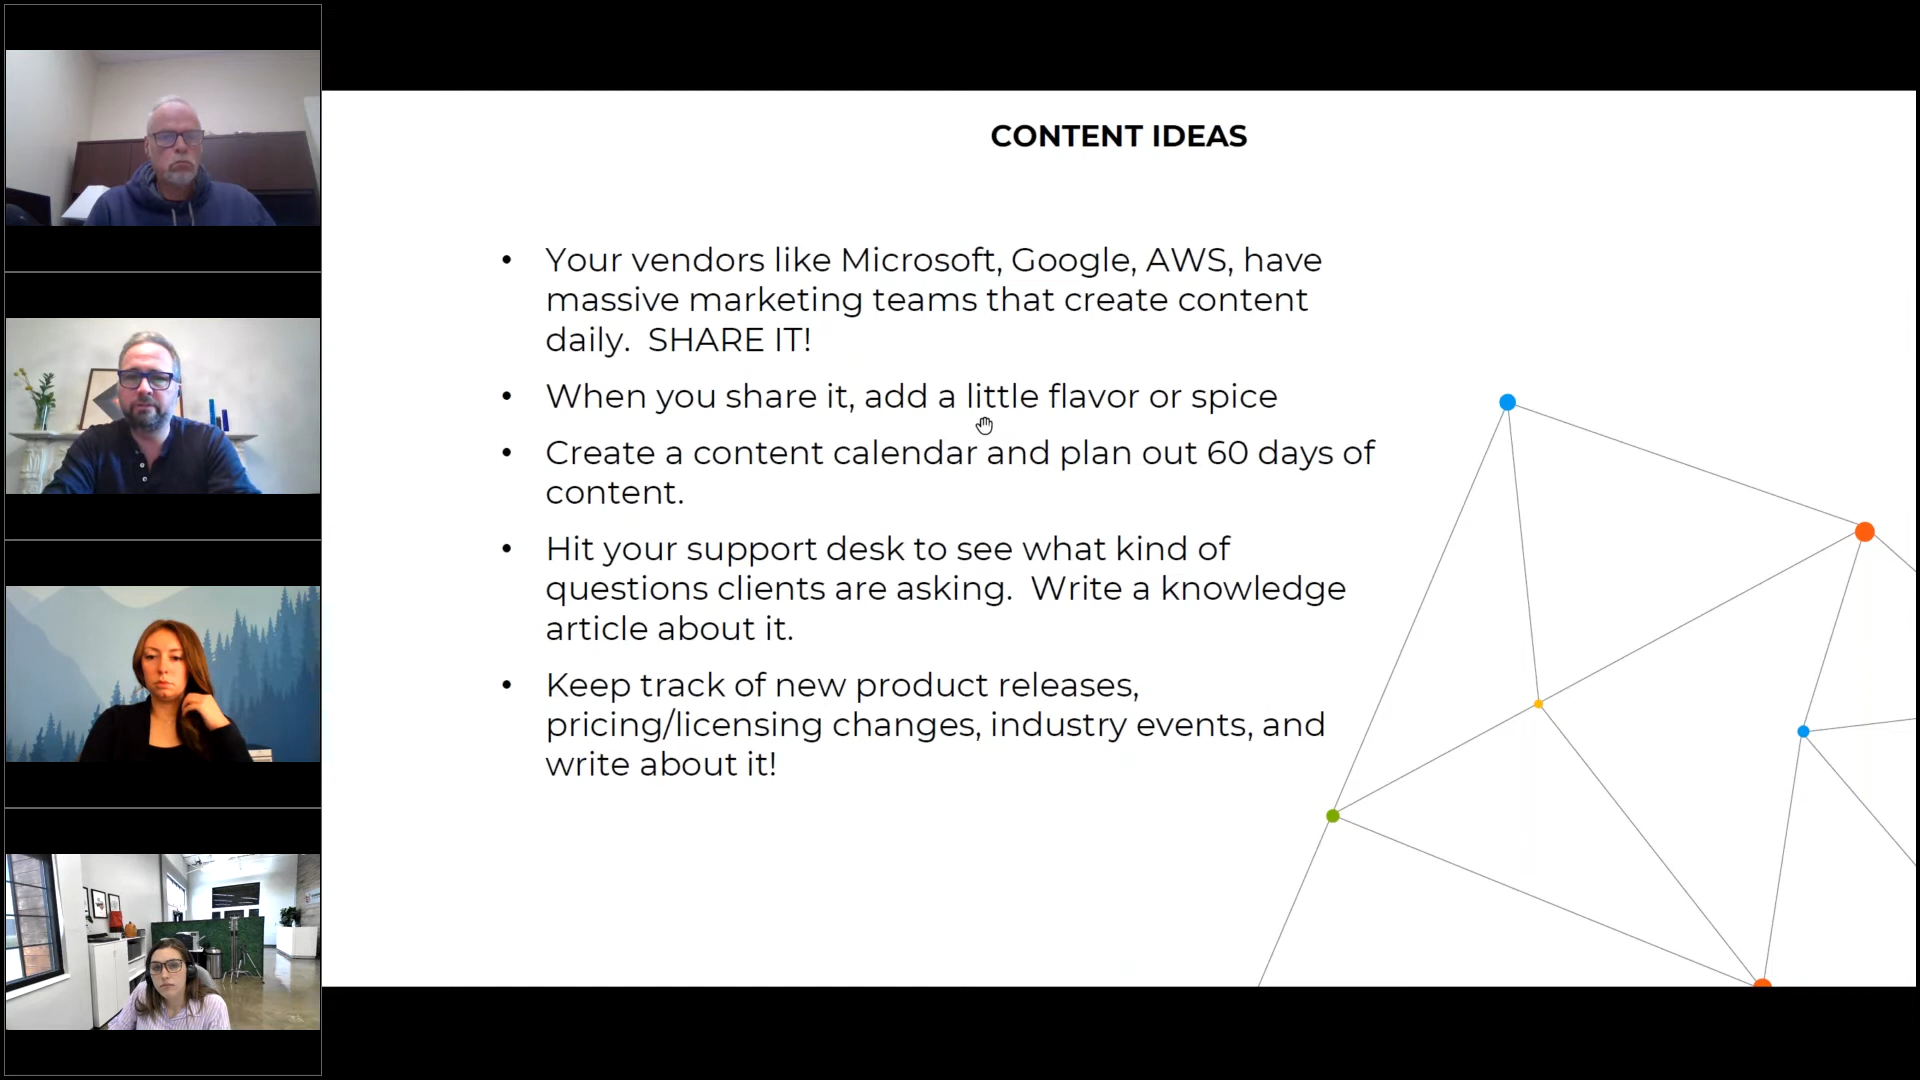 CONTENT IDEAS
• Your vendors like Microsoft, Google, AWS, have
massive marketing teams that create content
daily.  SHARE IT!
• When you share it, add a little flavor or spice
• Create a content calendar and plan out 60 days of
content.
• Hit your support desk to see what kind of
questions clients are asking.  Write a knowledge
article about it.
• Keep track of new product releases,
pricing/licensing changes, industry events, and
write about it!